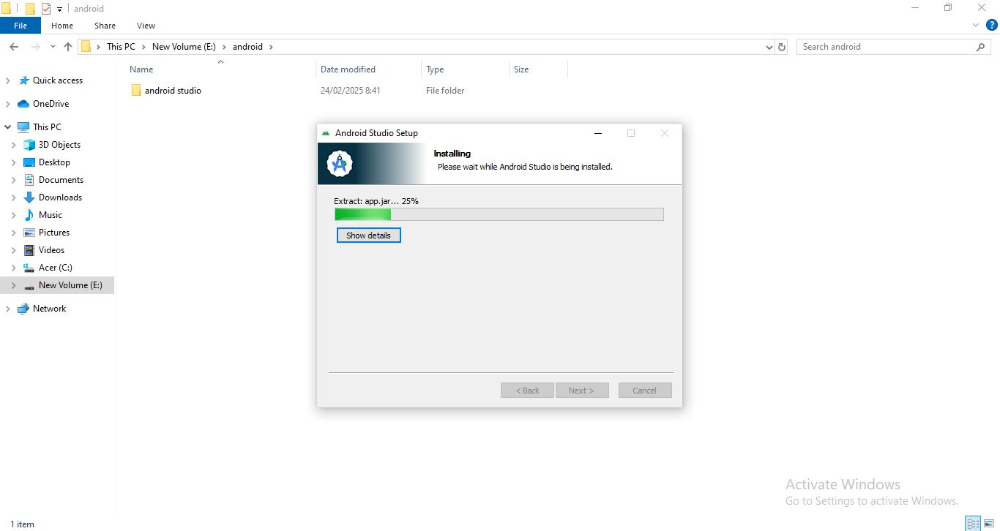 android
File Home Share View
This PC New Volume (E:) android
Search android
Name Date modified Type Size
android studio 24/02/2025 8:41 File folder
Quick access
OneDrive
This PC
3D Objects
Desktop
Documents
Downloads
Music
Pictures
Videos
Acer (C:)
New Volume (E:)
Network
Android Studio Setup
Installing
Please wait while Android Studio is being installed.
Extract: app.jar... 25%
Show details
< Back Next > Cancel
Activate Windows
Go to Settings to activate Windows.
1 item